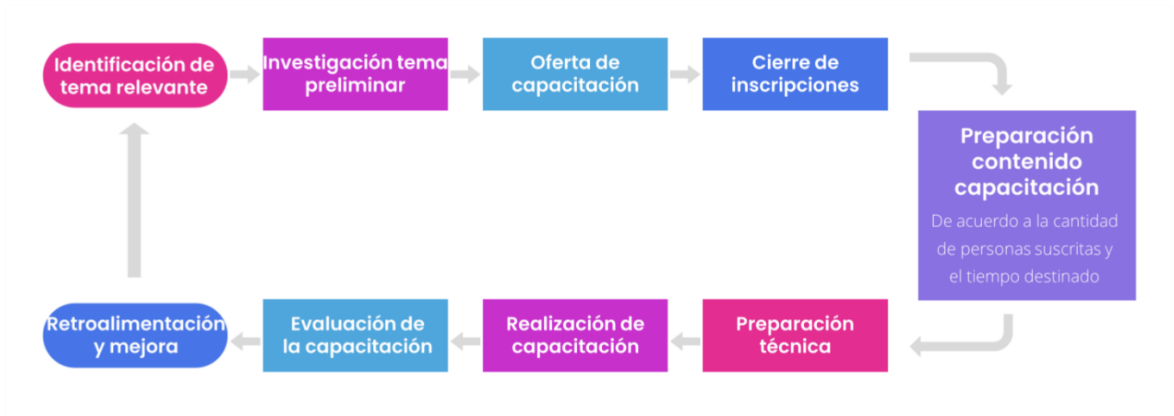 Identificación de
tema relevante
Investigación tema
preliminar
Oferta de
capacitación
Cierre de
inscripciones
Preparación
contenido
capacitación
De acuerdo a la cantidad
de personas suscritas y
el tiempo destinado
Preparación
técnica
Realización de
capacitación
Evaluación de
la capacitación
Retroalimentación
y mejora